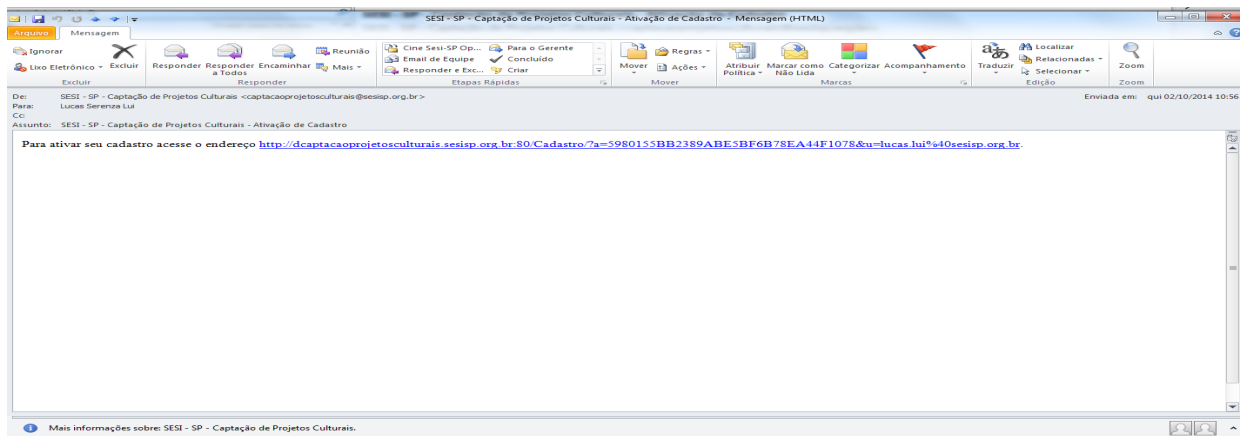 SESI - SP - Captação de Projetos Culturais - Ativação de Cadastro - Mensagem (HTML)
Arquivo Mensagem
Ignorar
Lixo Eletrônico
Excluir
Responder
Responder a Todos
Encaminhar
Reunião
Mais
Cine Sesi-SP Op...
Para o Gerente
Email de Equipe
Concluído
Responder e Exc...
Criar
Mover
Regras
Ações
Atribuir Política
Marcar como Não Lida
Categorizar
Acompanhamento
Traduzir
Localizar
Relacionadas
Selecionar
Zoom
Excluir Responder Etapas Rápidas Mover Marcas Edição Zoom
De: SESI - SP - Captação de Projetos Culturais <captacaoprojetosculturais@sesisp.org.br> Enviada em: qui 02/10/2014 10:56
Para: Lucas Serenza Lui
Cc:
Assunto: SESI - SP - Captação de Projetos Culturais - Ativação de Cadastro
Para ativar seu cadastro acesse o endereço http://dcaptacaoprojetosculturais.sesisp.org.br:80/Cadastro/?a=5980155BB2389ABE5BF6B78EA44F1078&u=lucas.lui%40sesisp.org.br.
Mais informações sobre: SESI - SP - Captação de Projetos Culturais.